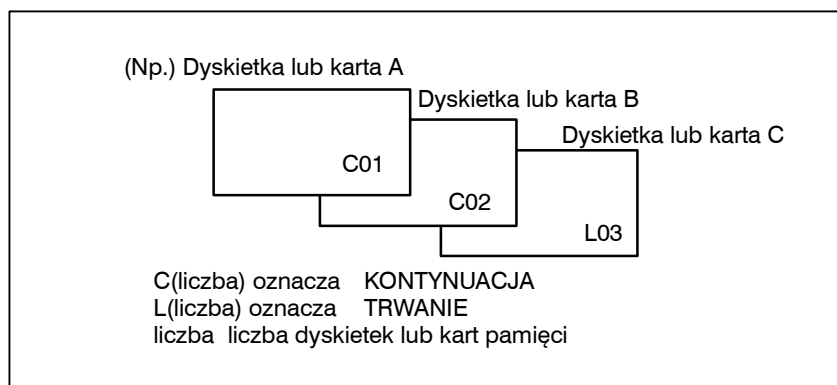 (Np.) Dyskietka lub karta A
Dyskietka lub karta B
Dyskietka lub karta C
C01
C02
L03
C(liczba) oznacza KONTYNUACJA
L(liczba) oznacza TRWANIE
liczba liczba dyskietek lub kart pamięci